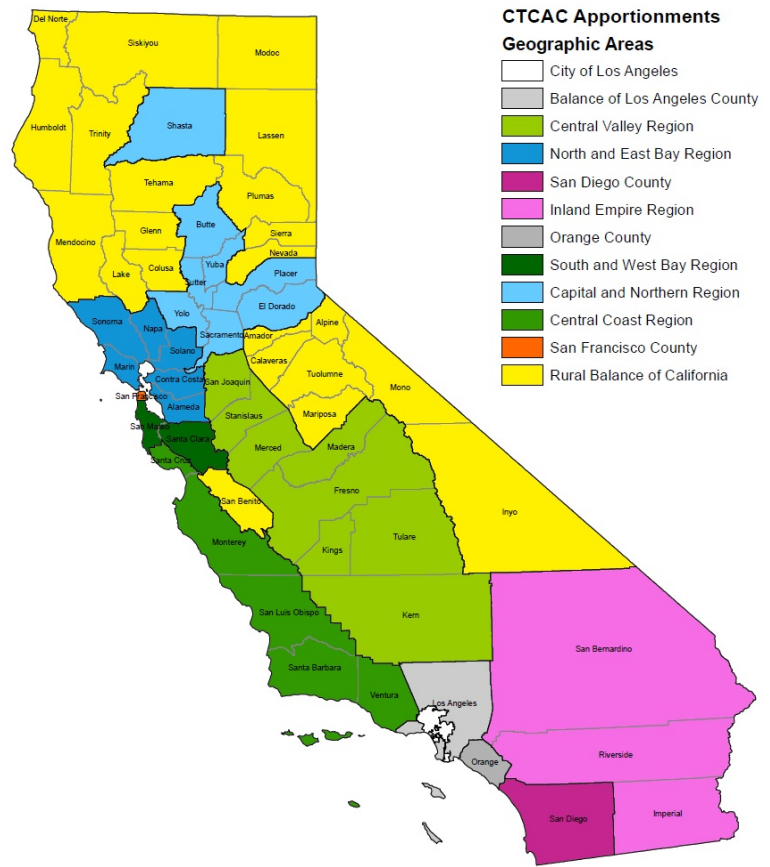 CTCAC Apportionments
Geographic Areas
City of Los Angeles
Balance of Los Angeles County
Central Valley Region
North and East Bay Region
San Diego County
Inland Empire Region
Orange County
South and West Bay Region
Capital and Northern Region
Central Coast Region
San Francisco County
Rural Balance of California
Del Norte
Siskiyou
Modoc
Humboldt
Trinity
Shasta
Lassen
Tehama
Plumas
Mendocino
Glenn
Butte
Sierra
Lake
Colusa
Yuba
Nevada
Sutter
Placer
Sonoma
Napa
Yolo
El Dorado
Sacramento
Alpine
Amador
Marin
Solano
Calaveras
Tuolumne
Mono
Contra Costa
San Joaquin
San Francisco
Alameda
Stanislaus
Mariposa
San Mateo
Santa Clara
Merced
Madera
Santa Cruz
San Benito
Fresno
Inyo
Monterey
Kings
Tulare
San Luis Obispo
Kern
San Bernardino
Santa Barbara
Ventura
Los Angeles
Orange
Riverside
San Diego
Imperial